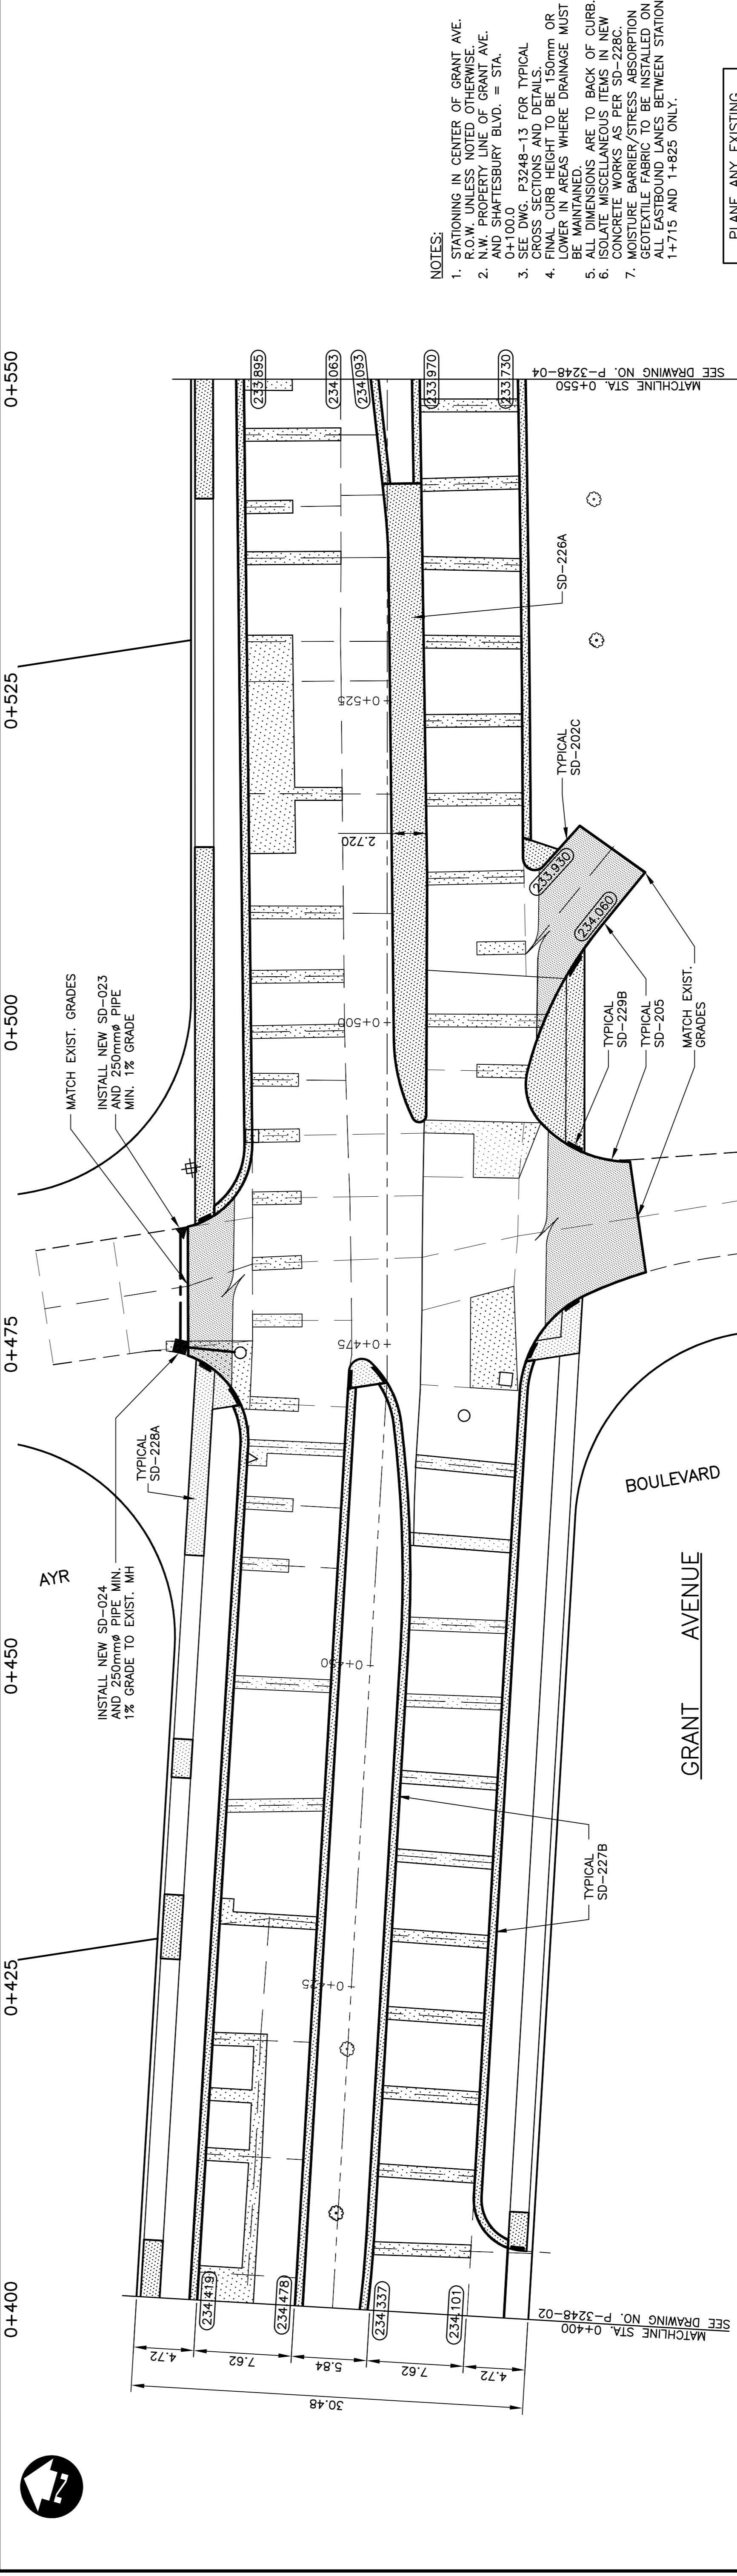 0+400
0+425
0+450
0+475
0+500
0+525
0+550
NOTES:
1. STATIONING IN CENTER OF GRANT AVE.
R.O.W. UNLESS NOTED OTHERWISE.
2. N.W. PROPERTY LINE OF GRANT AVE.
AND SHAFTESBURY BLVD. = STA.
0+100.0
3. SEE DWG. P3248-13 FOR TYPICAL
CROSS SECTIONS AND DETAILS.
4. FINAL CURB HEIGHT TO BE 150mm OR
LOWER IN AREAS WHERE DRAINAGE MUST
BE MAINTAINED.
5. ALL DIMENSIONS ARE TO BACK OF CURB.
6. ISOLATE MISCELLANEOUS ITEMS IN NEW
CONCRETE WORKS AS PER SD-228C.
7. MOISTURE BARRIER/STRESS ABSORPTION
GEOTEXTILE FABRIC TO BE INSTALLED ON
ALL EASTBOUND LANES BETWEEN STATION
1+715 AND 1+825 ONLY.
PLANE ANY EXISTING
AYR
INSTALL NEW SD-024
AND 250mmø PIPE MIN.
1% GRADE TO EXIST. MH
TYPICAL
SD-228A
MATCH EXIST. GRADES
INSTALL NEW SD-023
AND 250mmø PIPE
MIN. 1% GRADE
233.895
234.063
234.093
233.970
233.730
MATCHLINE STA. 0+550
SEE DRAWING NO. P-3248-04
234.419
234.478
234.337
234.101
4.72
7.62
5.84
7.62
4.72
30.48
MATCHLINE STA. 0+400
SEE DRAWING NO. P-3248-02
0+425
0+450
0+475
0+500
0+525
2.720
SD-226A
TYPICAL
SD-202C
233.930
234.060
TYPICAL
SD-229B
TYPICAL
SD-205
MATCH EXIST.
GRADES
TYPICAL
SD-227B
BOULEVARD
GRANT AVENUE
N